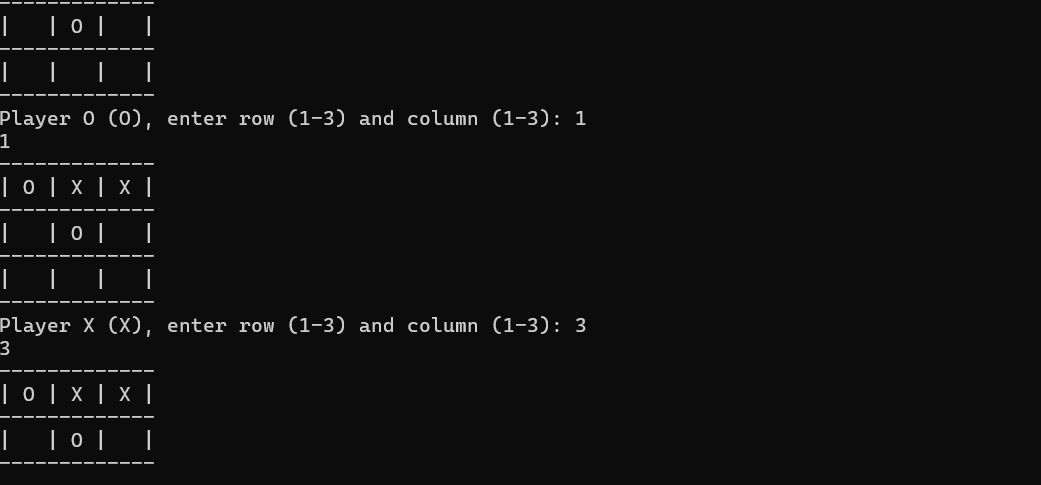 -------------
|   | O |   |
-------------
|   |   |   |
-------------
Player O (O), enter row (1-3) and column (1-3): 1
1
-------------
| O | X | X |
-------------
|   | O |   |
-------------
|   |   |   |
-------------
Player X (X), enter row (1-3) and column (1-3): 3
3
-------------
| O | X | X |
-------------
|   | O |   |
-------------